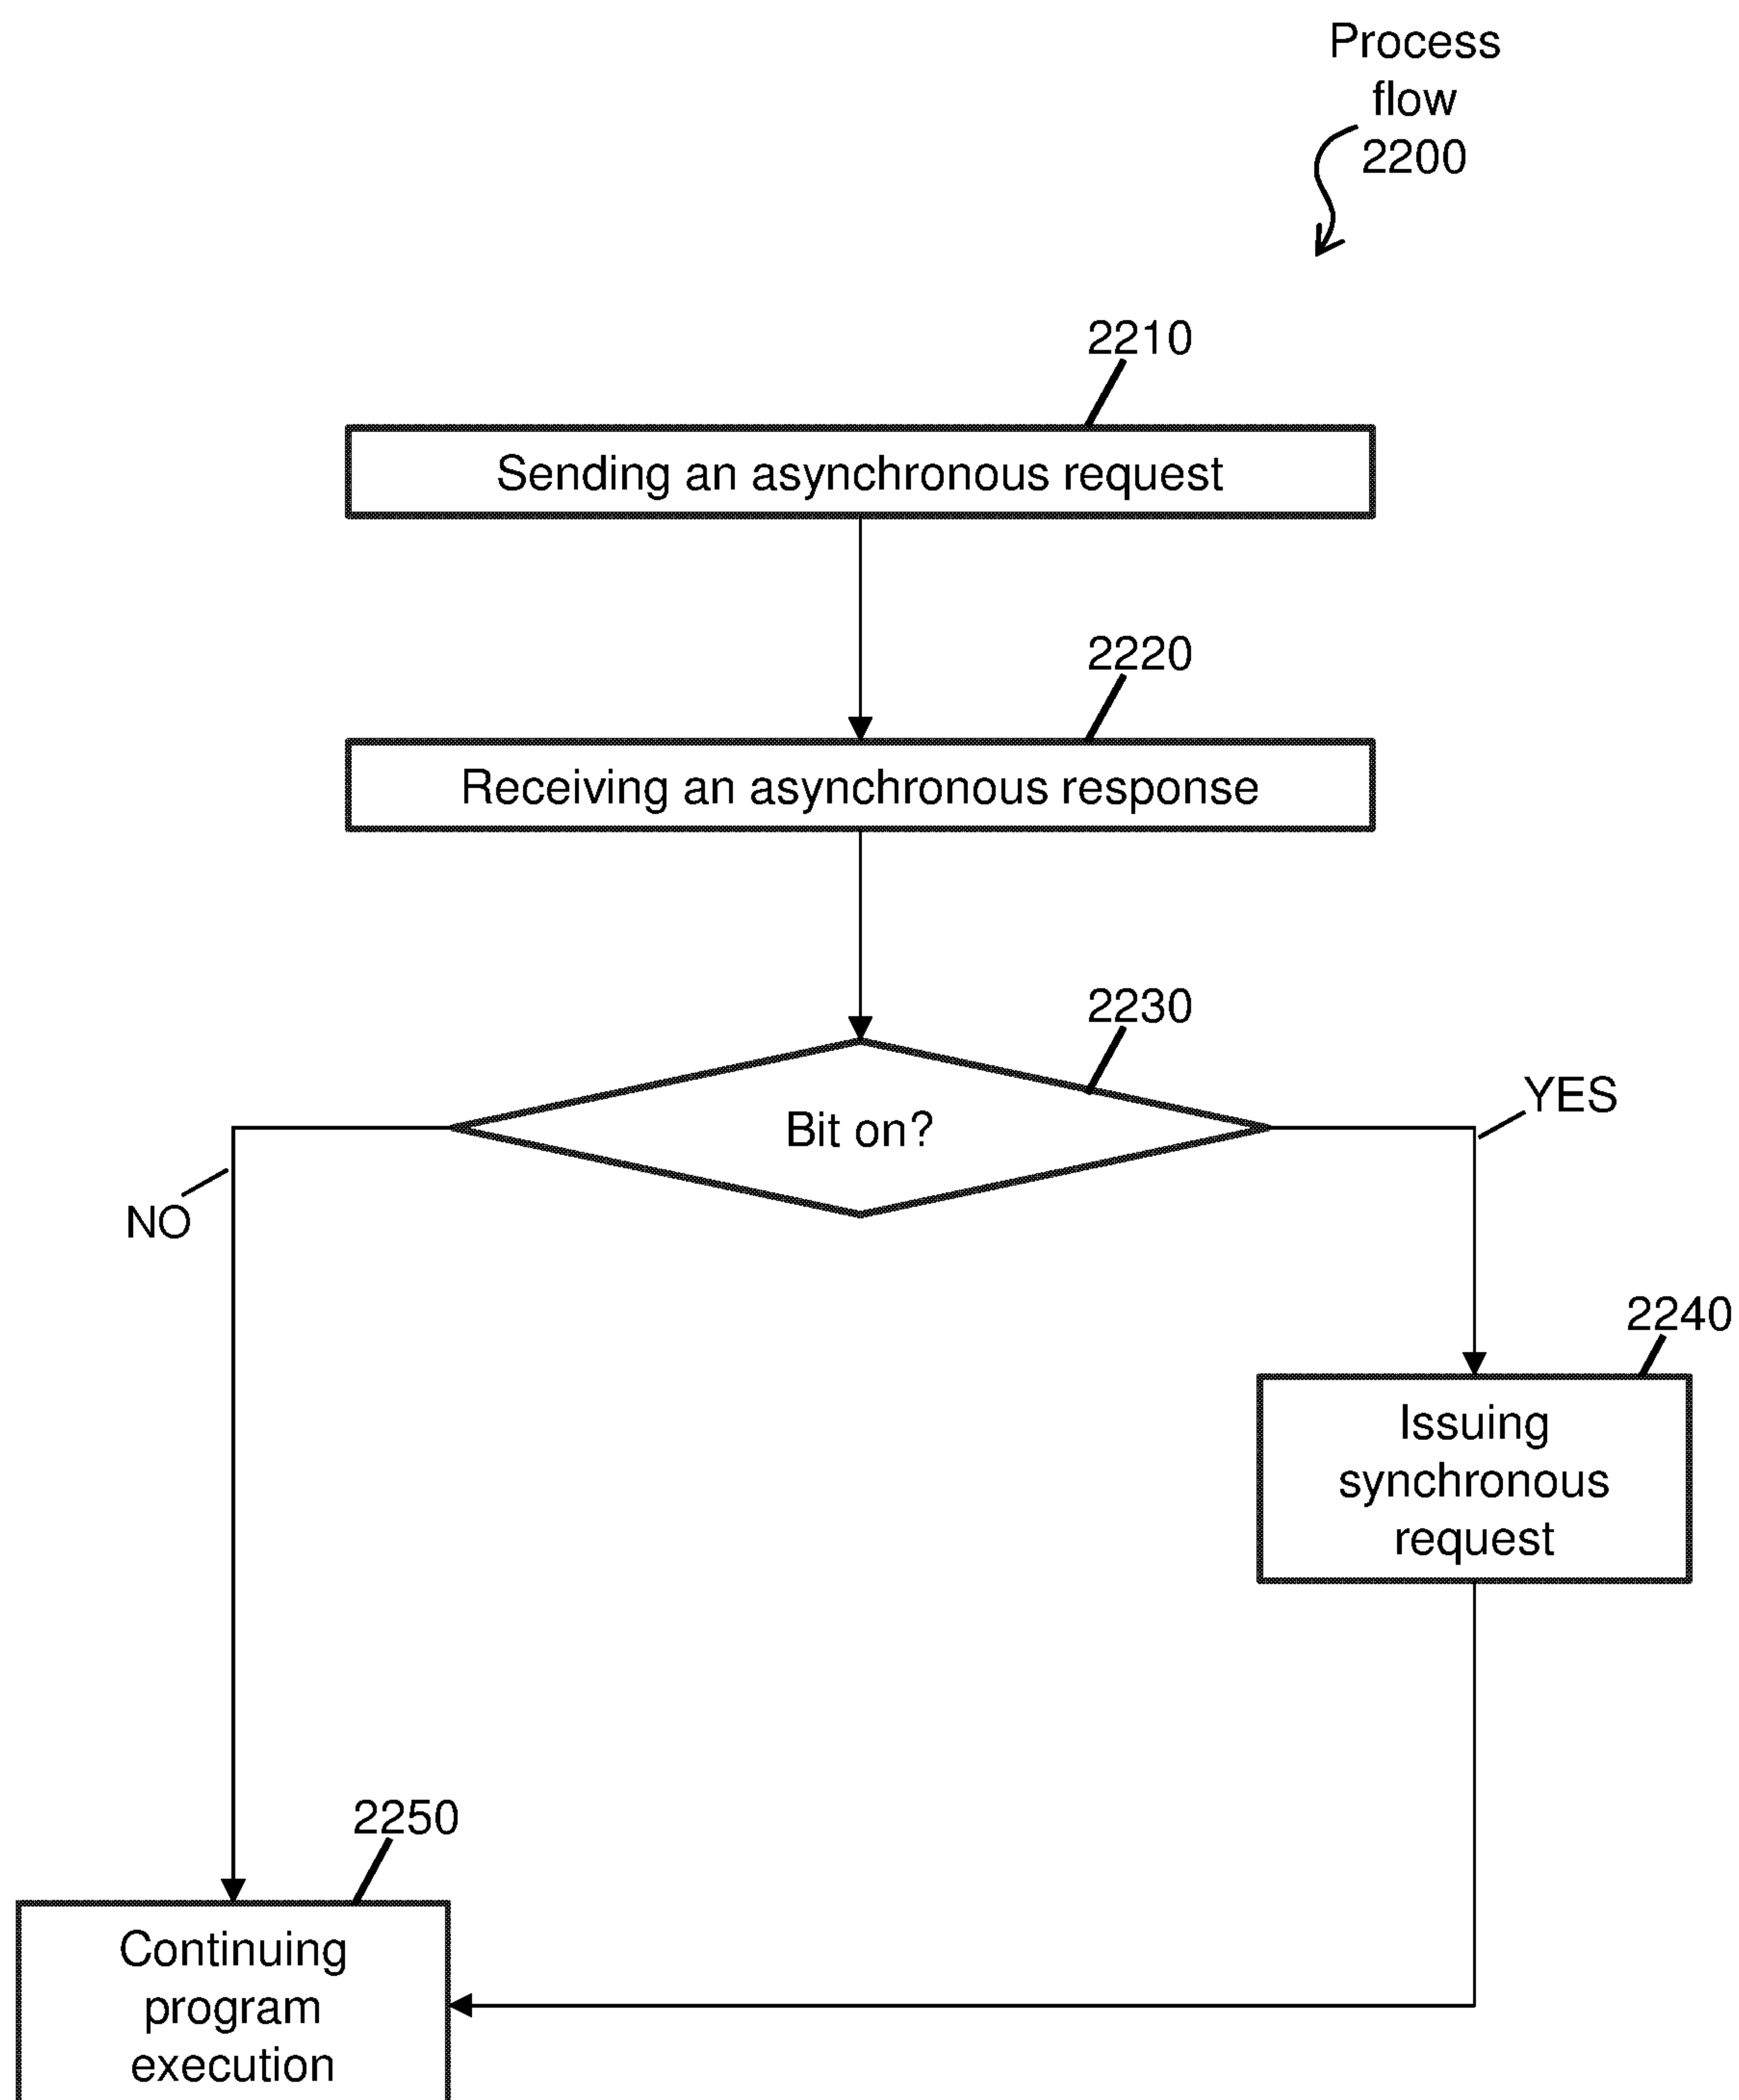 Process
flow
2200
2210
Sending an asynchronous request
2220
Receiving an asynchronous response
2230
Bit on?
YES
NO
2240
Issuing
synchronous
request
2250
Continuing
program
execution